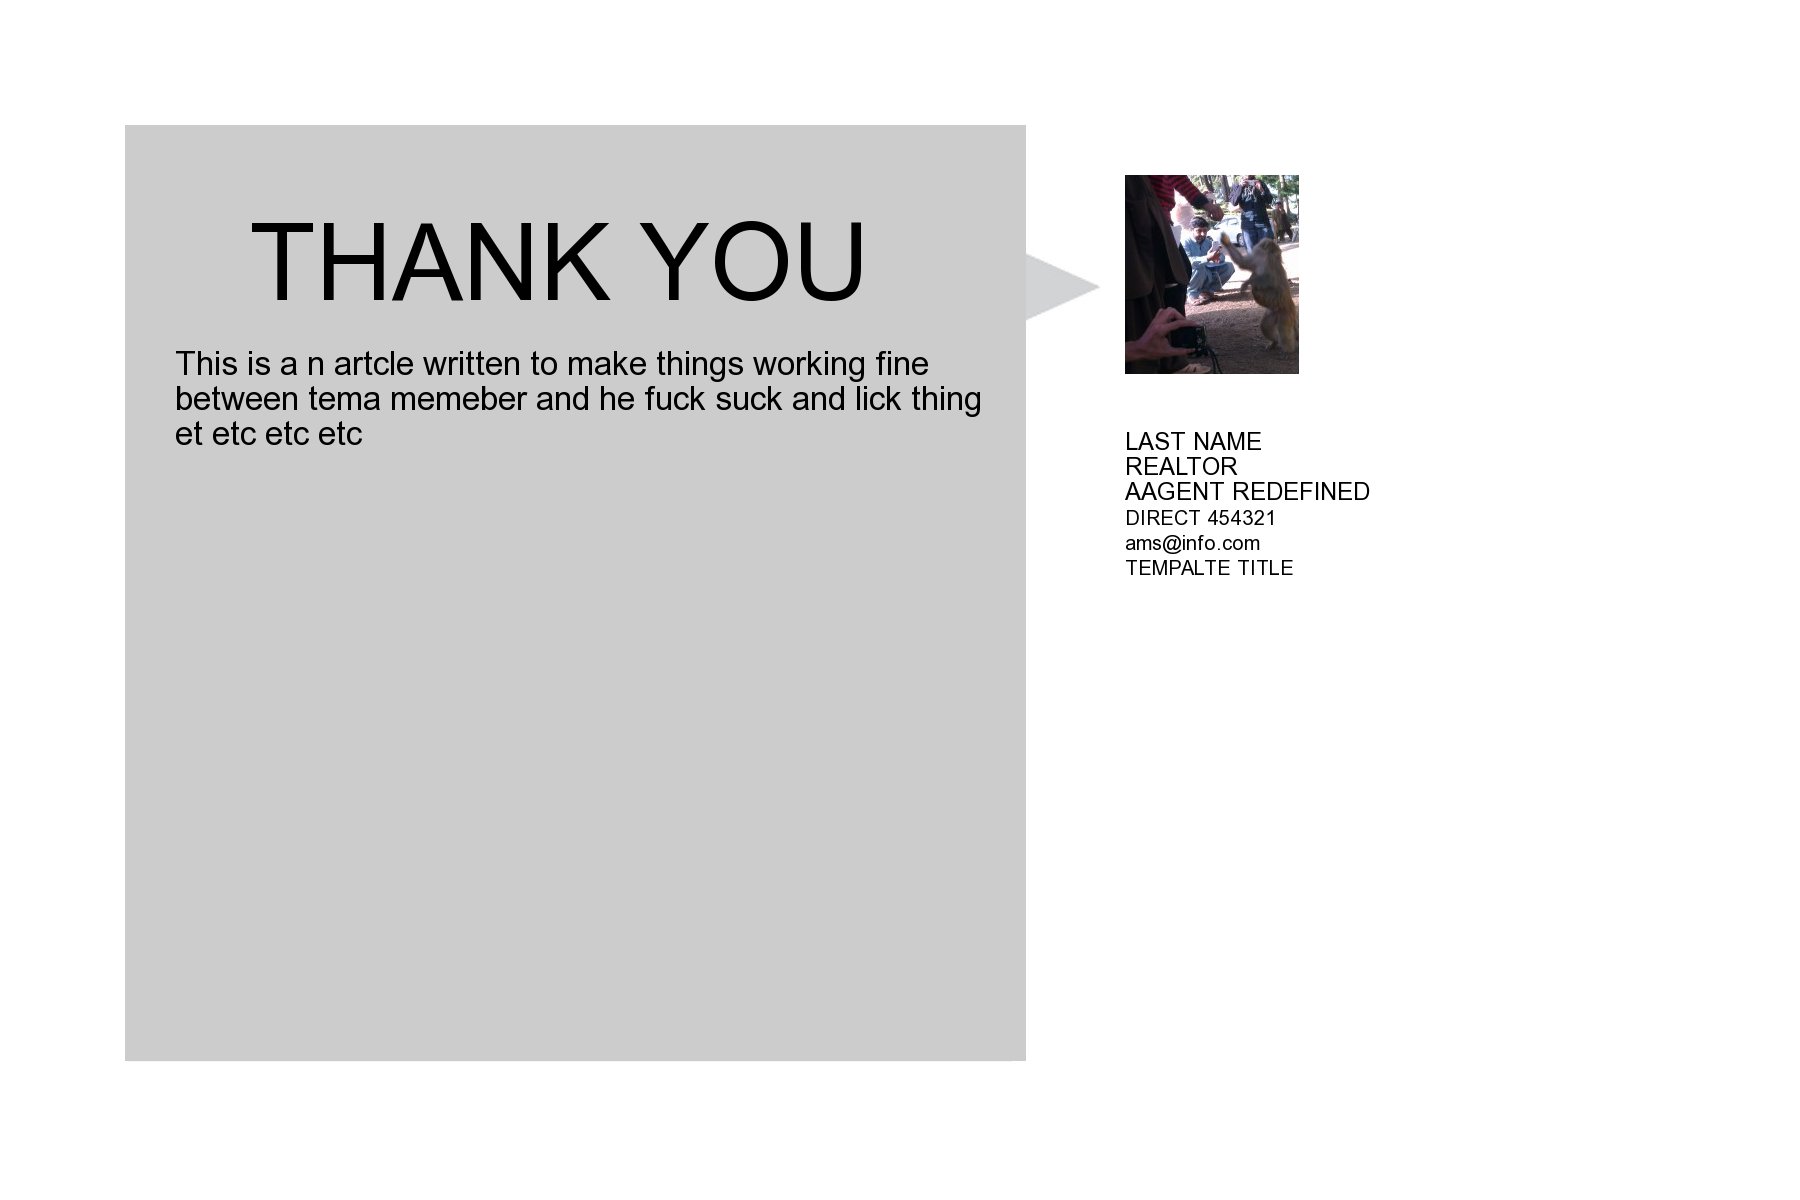 THANK YOU
This is a n artcle written to make things working fine
between tema memeber and he fuck suck and lick thing
et etc etc etc
LAST NAME
REALTOR
AAGENT REDEFINED
DIRECT 454321
ams@info.com
TEMPALTE TITLE